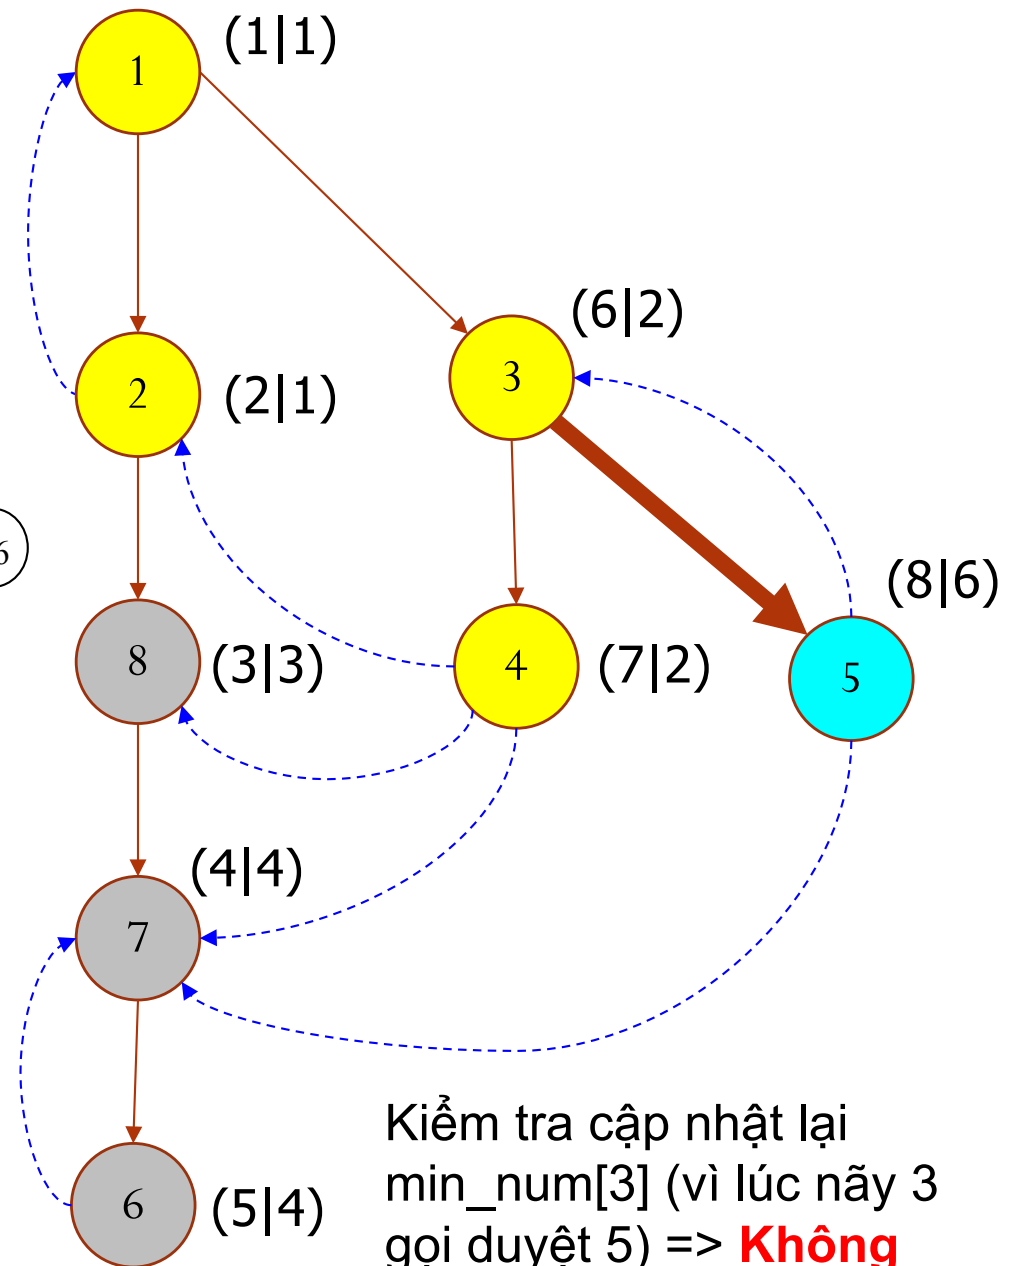 1 (1|1)
(6|2)
3
2 (2|1)
6
(8|6)
8 (3|3) 4 (7|2) 5
(4|4)
7
6 (5|4)
Kiểm tra cập nhật lại
min_num[3] (vì lúc nãy 3
gọi duyệt 5) => Không